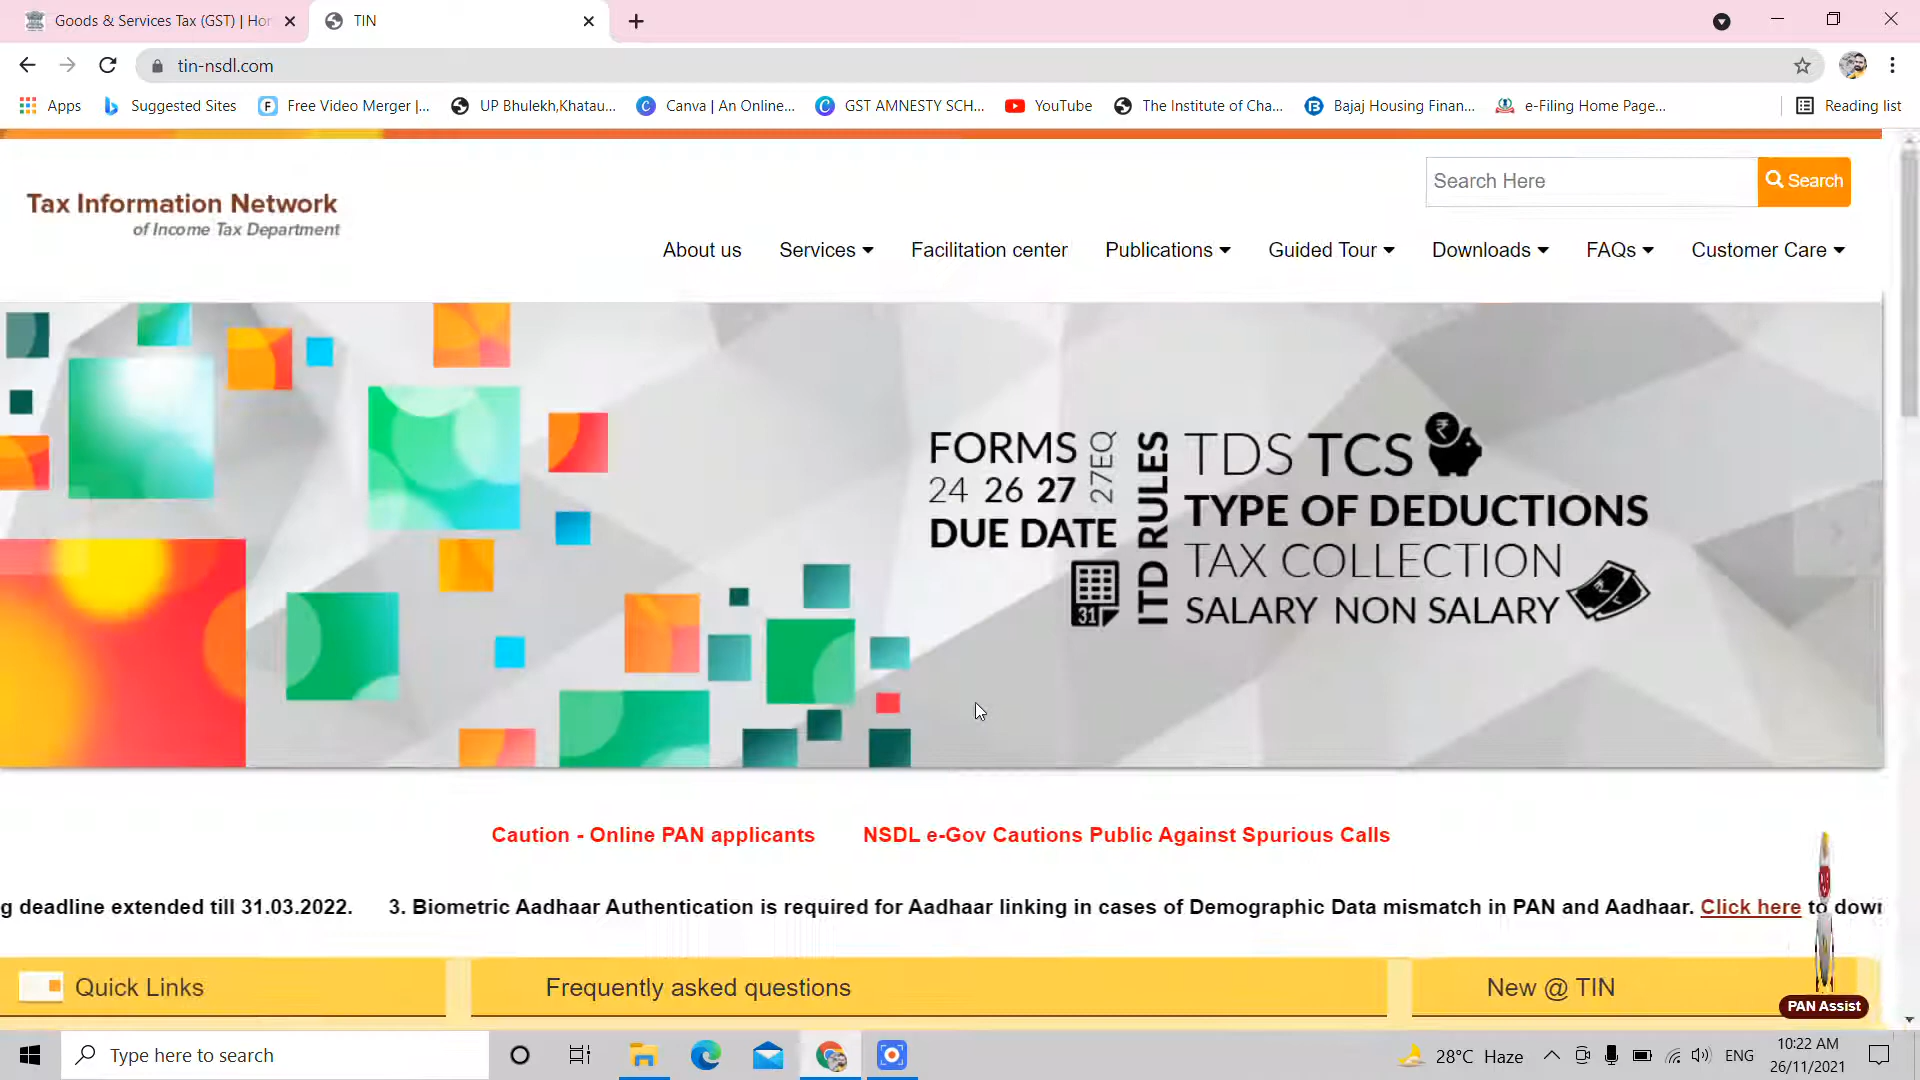 Goods & Services Tax (GST) | Hor
TIN
tin-nsdl.com
Apps
Suggested Sites
Free Video Merger |...
UP Bhulekh,Khatau...
Canva | An Online...
GST AMNESTY SCH...
YouTube
The Institute of Cha...
Bajaj Housing Finan...
e-Filing Home Page...
Reading list
Tax Information Network
of Income Tax Department
Search Here
Search
About us
Services
Facilitation center
Publications
Guided Tour
Downloads
FAQs
Customer Care
FORMS
24 26 27
27EQ
DUE DATE
31
ITD RULES
TDS TCS
TYPE OF DEDUCTIONS
TAX COLLECTION
SALARY NON SALARY
Caution - Online PAN applicants
NSDL e-Gov Cautions Public Against Spurious Calls
g deadline extended till 31.03.2022.
3. Biometric Aadhaar Authentication is required for Aadhaar linking in cases of Demographic Data mismatch in PAN and Aadhaar. Click here to down
Quick Links
Frequently asked questions
New @ TIN
PAN Assist
Type here to search
28°C Haze
ENG
10:22 AM
26/11/2021